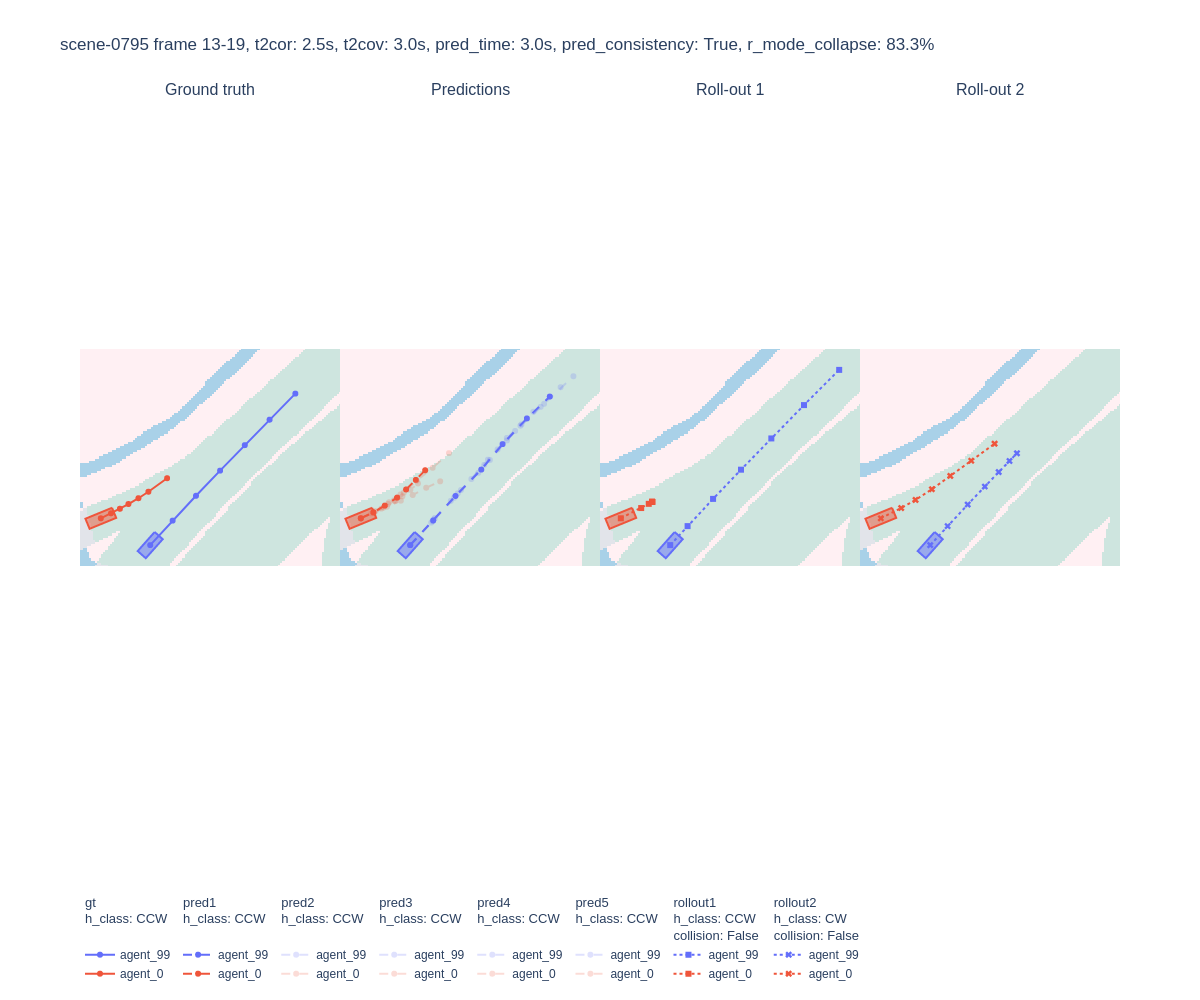 scene-0795 frame 13-19, t2cor: 2.5s, t2cov: 3.0s, pred_time: 3.0s, pred_consistency: True, r_mode_collapse: 83.3%
Ground truth
Predictions
Roll-out 1
Roll-out 2
gt
h_class: CCW
agent_99
agent_0
pred1
h_class: CCW
agent_99
agent_0
pred2
h_class: CCW
agent_99
agent_0
pred3
h_class: CCW
agent_99
agent_0
pred4
h_class: CCW
agent_99
agent_0
pred5
h_class: CCW
agent_99
agent_0
rollout1
h_class: CCW
collision: False
agent_99
agent_0
rollout2
h_class: CW
collision: False
agent_99
agent_0